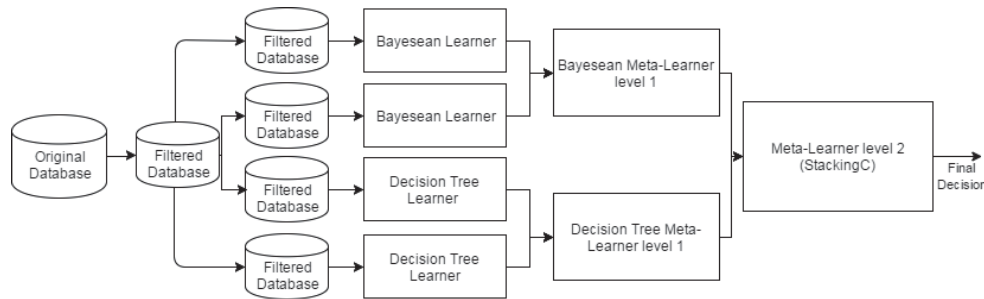 Original
Database
Filtered
Database
Filtered
Database
Bayesean Learner
Filtered
Database
Bayesean Learner
Filtered
Database
Decision Tree
Learner
Filtered
Database
Decision Tree
Learner
Bayesean Meta-Learner
level 1
Decision Tree Meta-
Learner level 1
Meta-Learner level 2
(StackingC)
Final
Decision